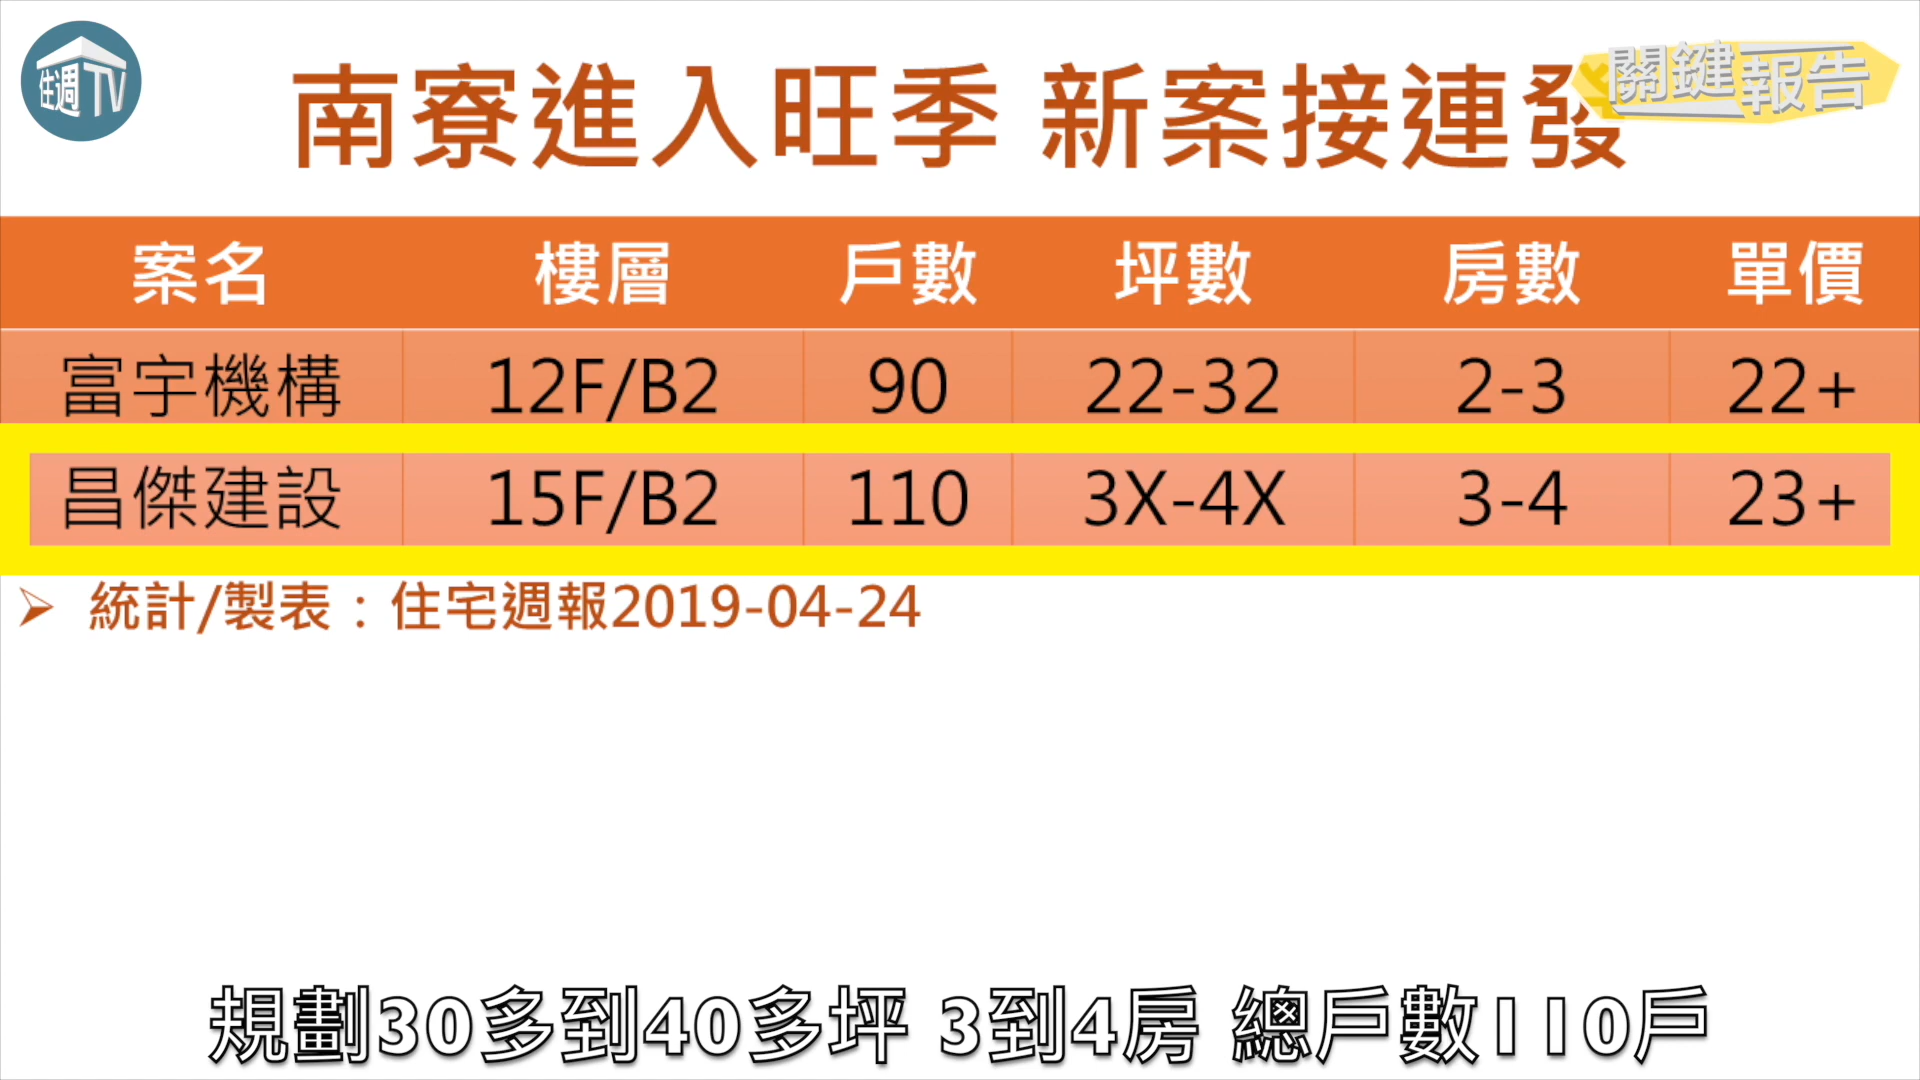 住週TV
南寮進入旺季 新案接連發
關鍵報告
案名 樓層 戶數 坪數 房數 單價
富宇機構 12F/B2 90 22-32 2-3 22+
昌傑建設 15F/B2 110 3X-4X 3-4 23+
統計/製表：住宅週報2019-04-24
規劃30多到40多坪 3到4房 總戶數110戶